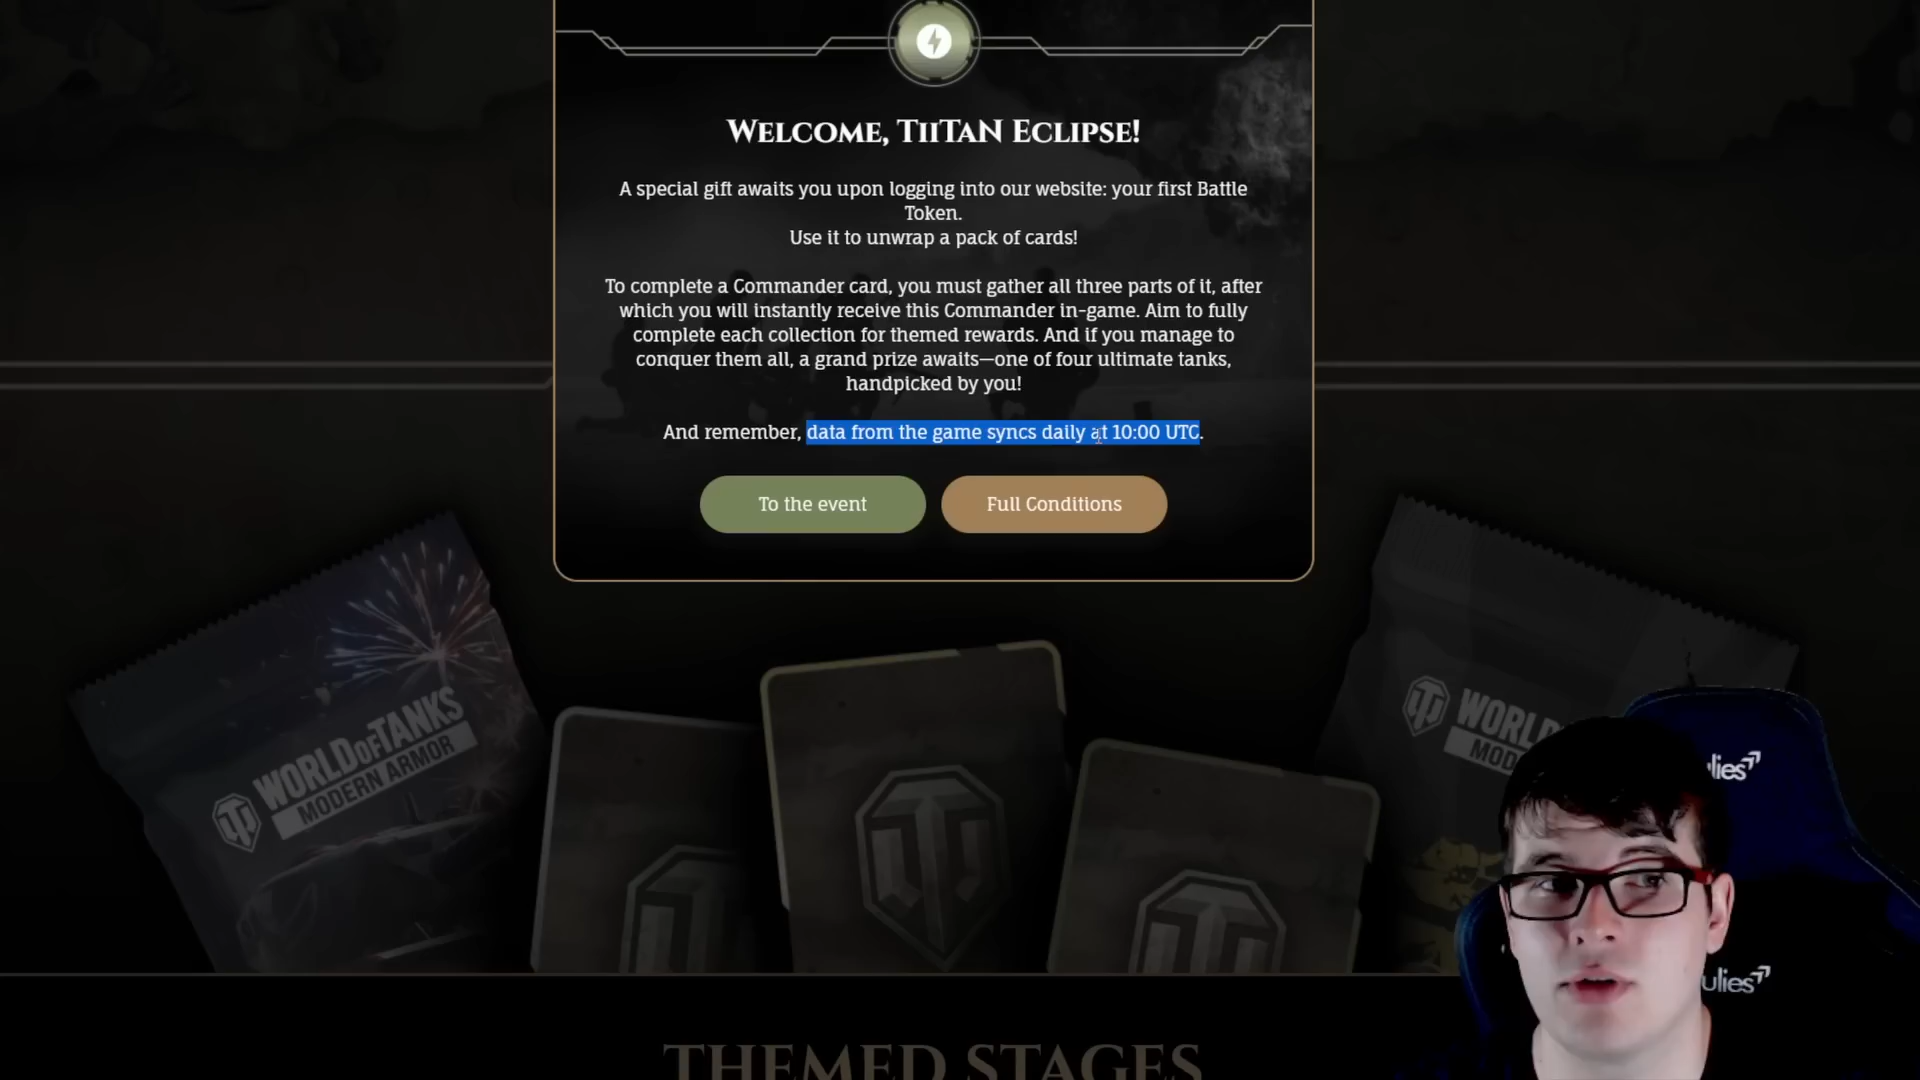 WELCOME, TIITAN ECLIPSE!
A special gift awaits you upon logging into our website: your first Battle
Token.
Use it to unwrap a pack of cards!
To complete a Commander card, you must gather all three parts of it, after
which you will instantly receive this Commander in-game. Aim to fully
complete each collection for themed rewards. And if you manage to
conquer them all, a grand prize awaits—one of four ultimate tanks,
handpicked by you!
And remember, data from the game syncs daily at 10:00 UTC.
To the event
Full Conditions
WORLD OF TANKS
MODERN ARMOR
WORL
MOD
lies
ulies
THEMED STAGES